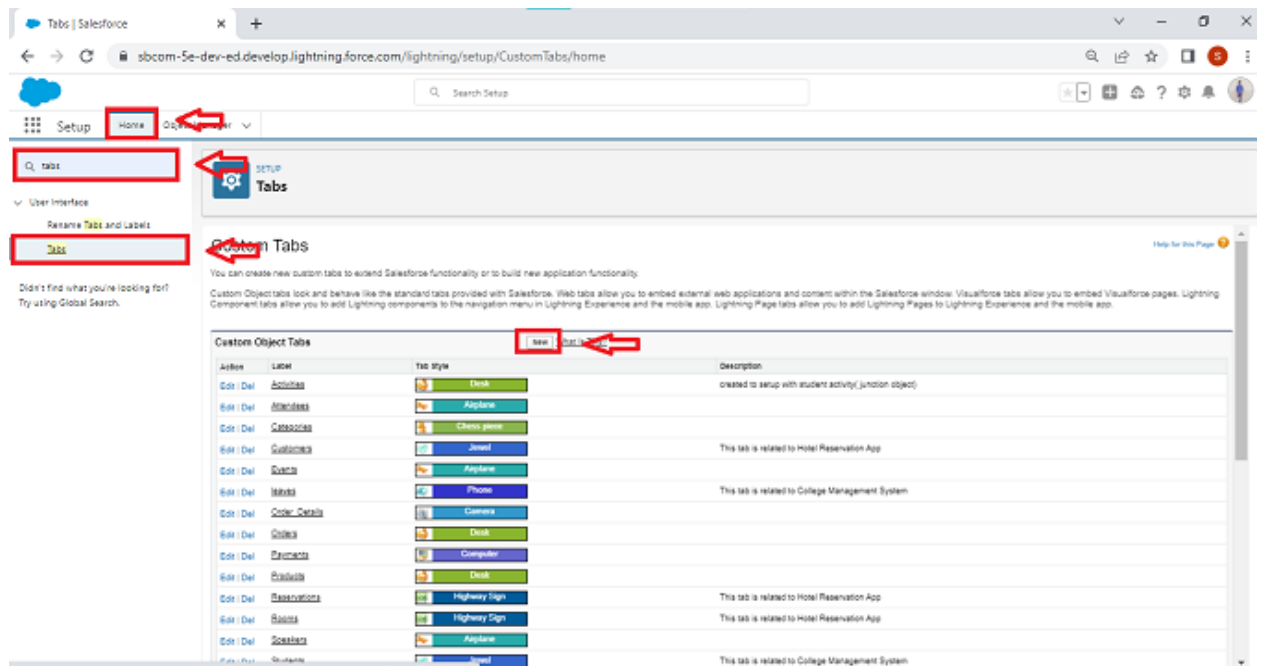 Tabs | Salesforce
sbcom-5e-dev-ed.develop.lightning.force.com/lightning/setup/CustomTabs/home
S
Search Setup
Setup Home
tabs
SETUP
Tabs
User Interface
Rename Tabs and Labels
Tabs
Didn't find what you're looking for?
Try using Global Search.
Custom Tabs
Help for this Page
You can create new custom tabs to extend Salesforce functionality or to build new application functionality.
Custom Object tabs look and behave like the standard tabs provided with Salesforce. Web tabs allow you to embed external web applications and content within the Salesforce window. Visualforce tabs allow you to embed Visualforce pages. Lightning
Component tabs allow you to add Lightning components to the navigation menu in Lightning Experience and the mobile app. Lightning Page tabs allow you to add Lightning Pages to Lightning Experience and the mobile app.
Custom Object Tabs New What Is
Action Label Tab Style Description
Edit | Del Activities Desk created to setup with student activity( junction object)
Edit | Del Attendees Airplane
Edit | Del Categories Chess piece
Edit | Del Customers Jewel This tab is related to Hotel Reservation App
Edit | Del Events Airplane
Edit | Del Phone This tab is related to College Management System
Edit | Del Order_Details Camera
Edit | Del Orders Desk
Edit | Del Payments Computer
Edit | Del Products Desk
Edit | Del Reservations Highway Sign This tab is related to Hotel Reservation App
Edit | Del Rooms Highway Sign This tab is related to Hotel Reservation App
Edit | Del Speakers Airplane
Edit | Del Students Jewel This tab is related to College Management System